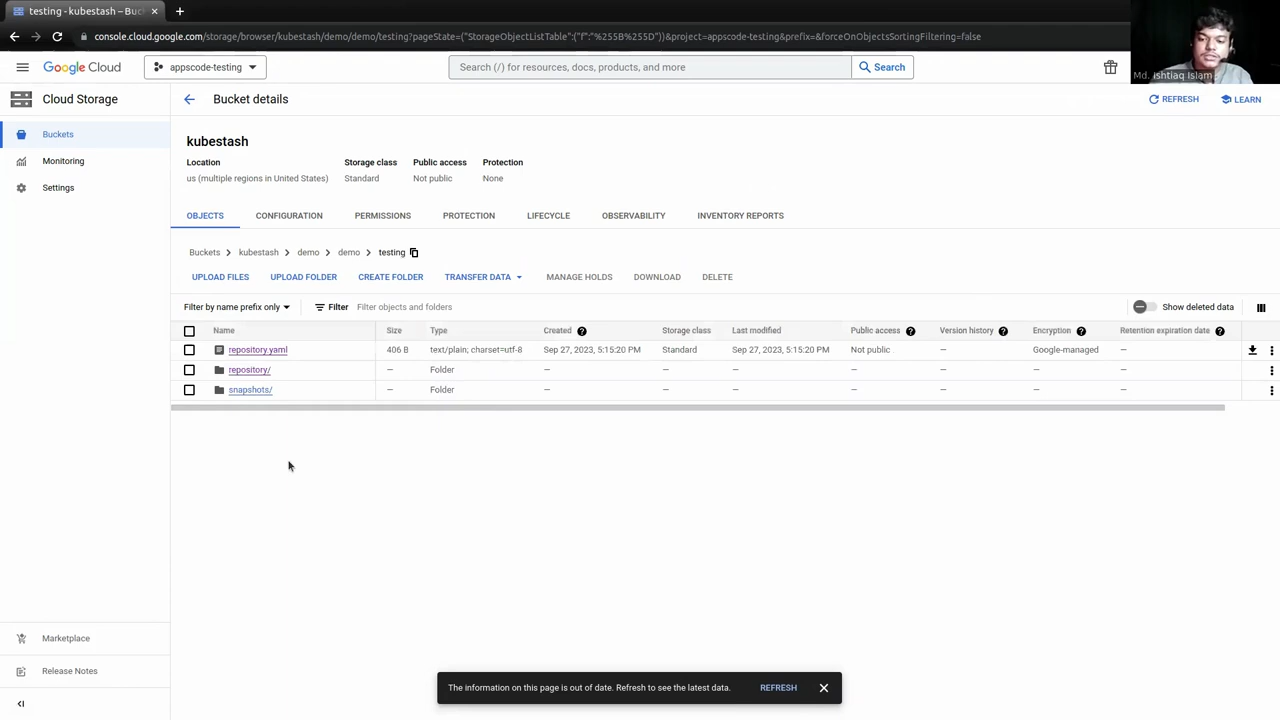 testing - kubestash – Buc
console.cloud.google.com/storage/browser/kubestash/demo/demo/testing?pageState=("StorageObjectListTable":("f":"%255B%255D"))&project=appscode-testing&prefix=&forceOnObjectsSortingFiltering=false
Google Cloud
appscode-testing
Search (/) for resources, docs, products, and more
Search
Md. Ishtiaq Islam
Cloud Storage
Bucket details
REFRESH
LEARN
Buckets
Monitoring
Settings
kubestash
Location Storage class Public access Protection
us (multiple regions in United States) Standard Not public None
OBJECTS CONFIGURATION PERMISSIONS PROTECTION LIFECYCLE OBSERVABILITY INVENTORY REPORTS
Buckets kubestash demo demo testing
UPLOAD FILES UPLOAD FOLDER CREATE FOLDER TRANSFER DATA MANAGE HOLDS DOWNLOAD DELETE
Filter by name prefix only Filter Filter objects and folders Show deleted data
Name Size Type Created Storage class Last modified Public access Version history Encryption Retention expiration date
repository.yaml 406 B text/plain; charset=utf-8 Sep 27, 2023, 5:15:20 PM Standard Sep 27, 2023, 5:15:20 PM Not public — Google-managed —
repository/ — Folder — — — — — — —
snapshots/ — Folder — — — — — — —
Marketplace
Release Notes
The information on this page is out of date. Refresh to see the latest data. REFRESH